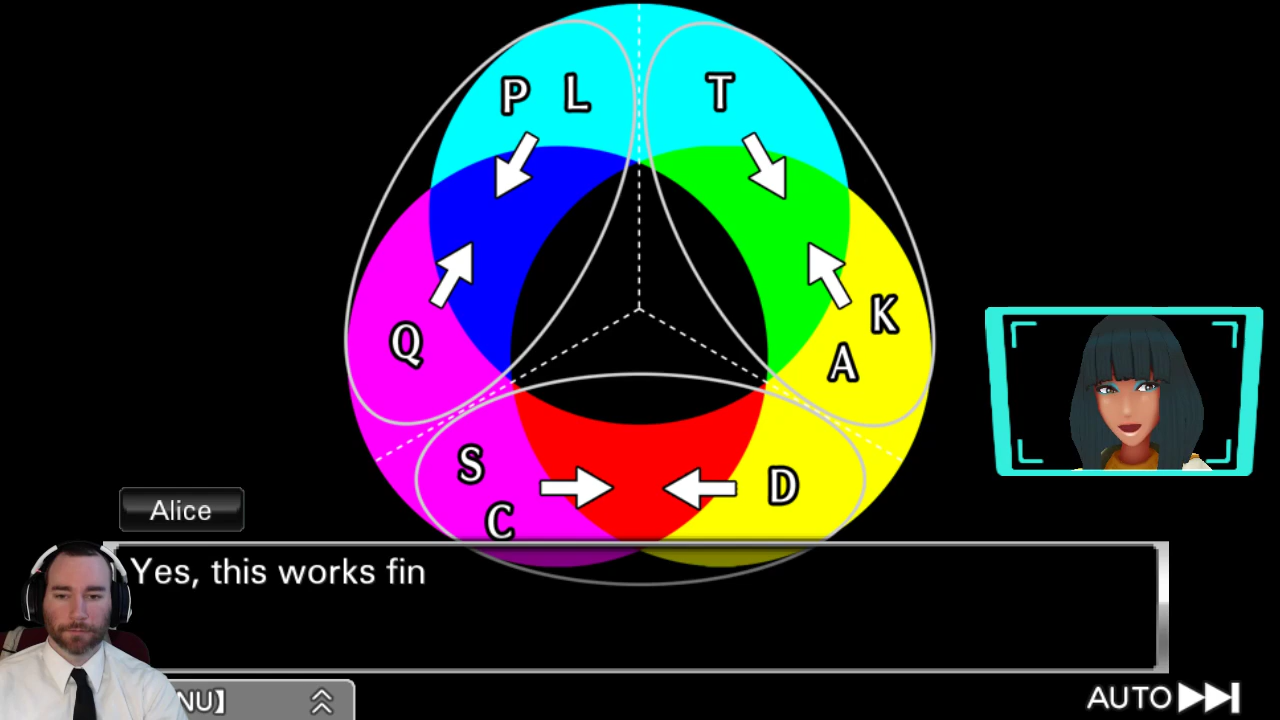 P L T
Q K
A
S D
C
Alice
Yes, this works fin
NU】
AUTO